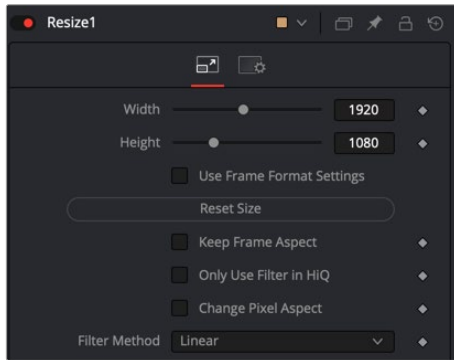 Resize1
Width 1920
Height 1080
Use Frame Format Settings
Reset Size
Keep Frame Aspect
Only Use Filter in HiQ
Change Pixel Aspect
Filter Method Linear